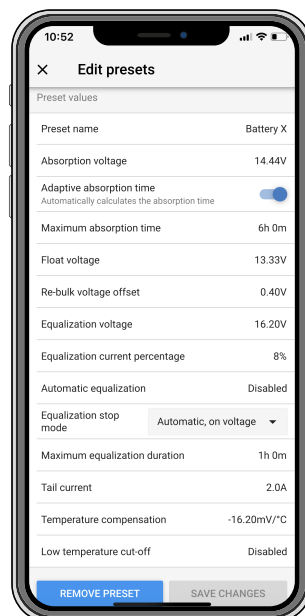 10:52
Edit presets
Preset values
Preset name Battery X
Absorption voltage 14.44V
Adaptive absorption time
Automatically calculates the absorption time
Maximum absorption time 6h 0m
Float voltage 13.33V
Re-bulk voltage offset 0.40V
Equalization voltage 16.20V
Equalization current percentage 8%
Automatic equalization Disabled
Equalization stop
mode Automatic, on voltage
Maximum equalization duration 1h 0m
Tail current 2.0A
Temperature compensation -16.20mV/°C
Low temperature cut-off Disabled
REMOVE PRESET SAVE CHANGES